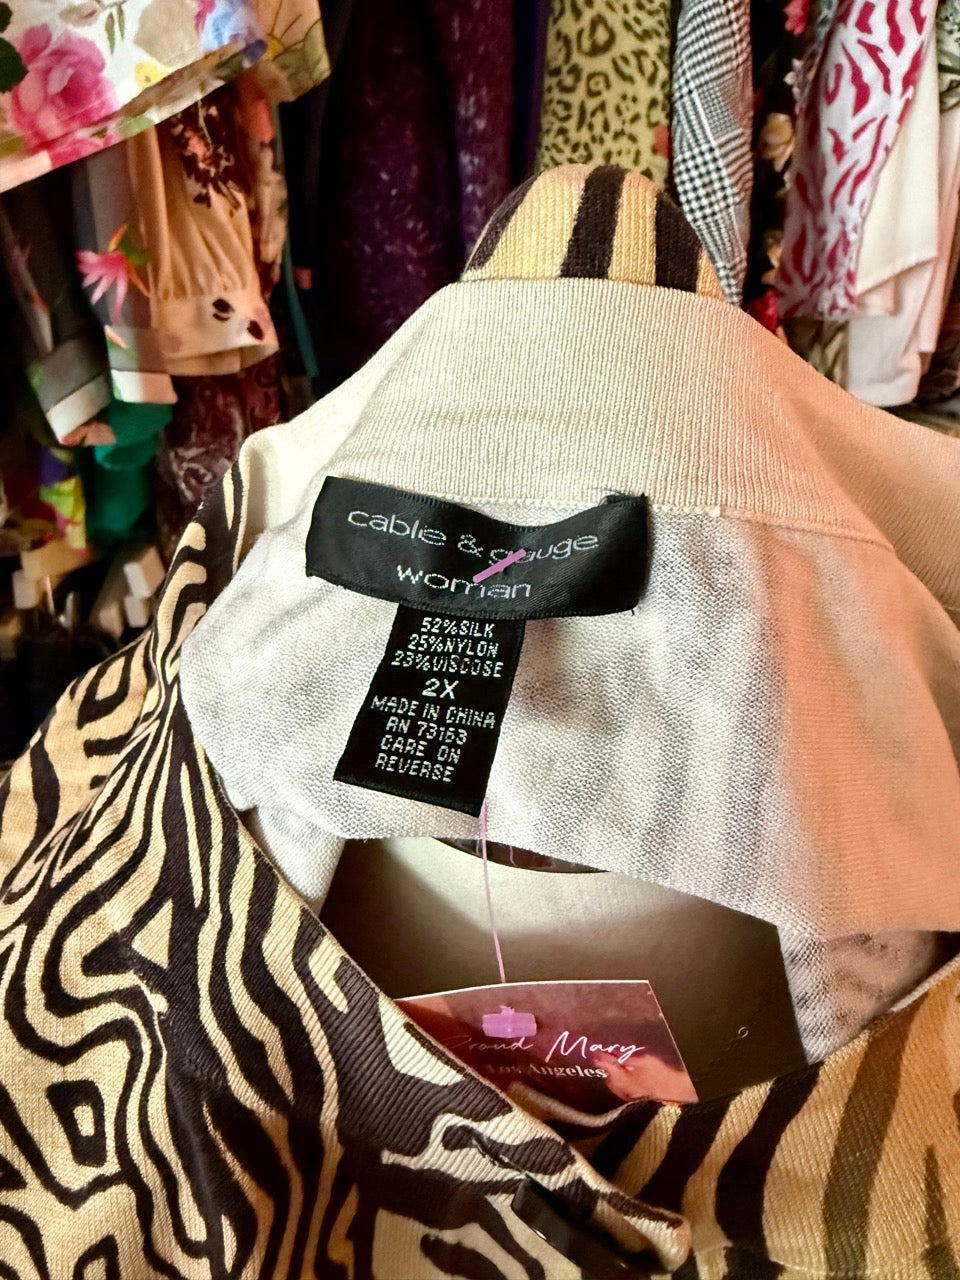 cable & gauge
woman
52%SILK
25%NYLON
23%VISCOSE
2X
MADE IN CHINA
RN 73163
CARE ON
REVERSE
Proud Mary
Los Angeles